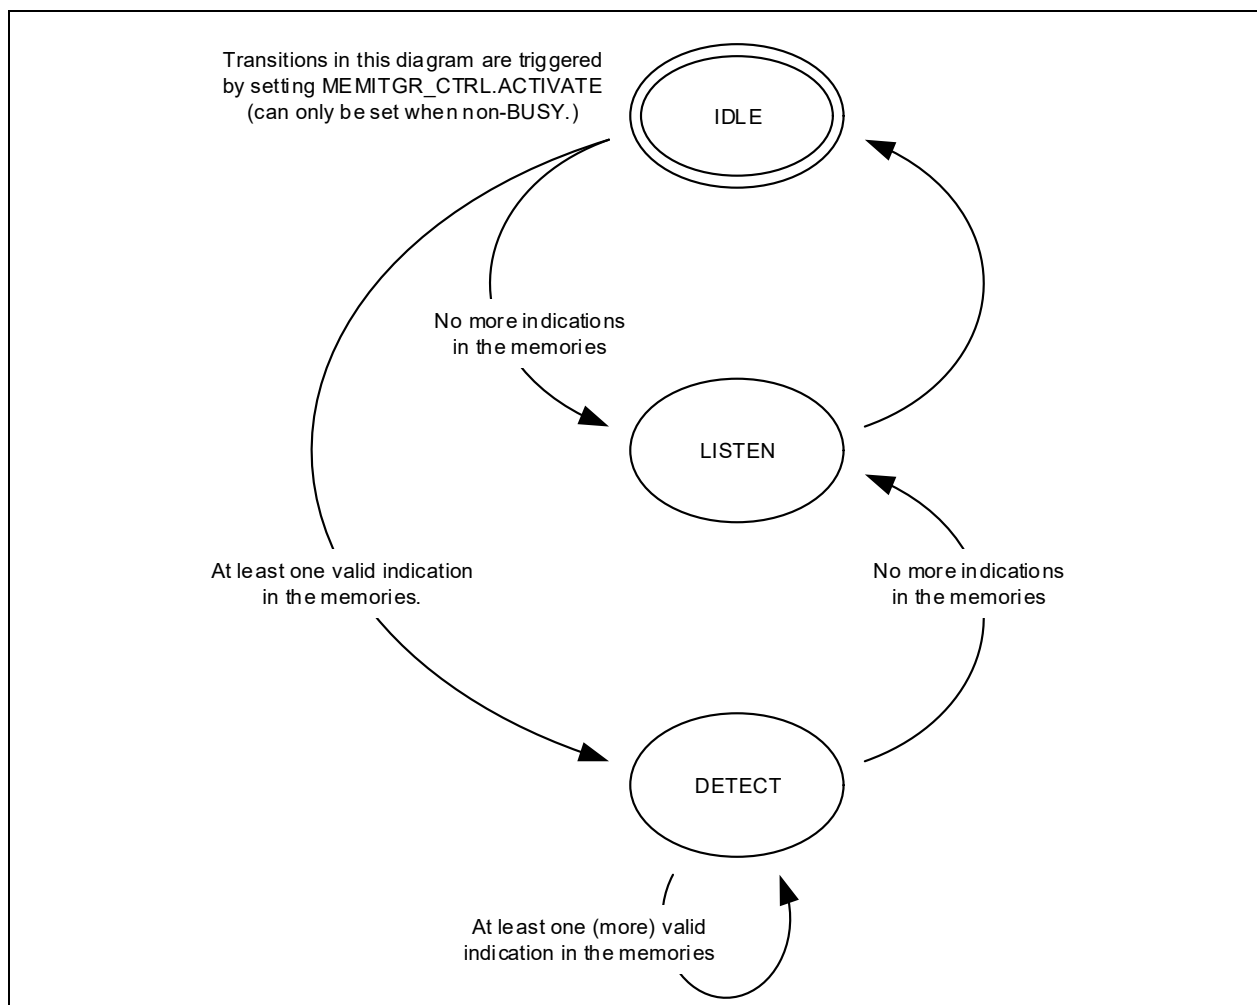 Transitions in this diagram are triggered
by setting MEMITGR_CTRL.ACTIVATE
(can only be set when non-BUSY.)
IDLE
No more indications
in the memories
LISTEN
At least one valid indication
in the memories.
No more indications
in the memories
DETECT
At least one (more) valid
indication in the memories